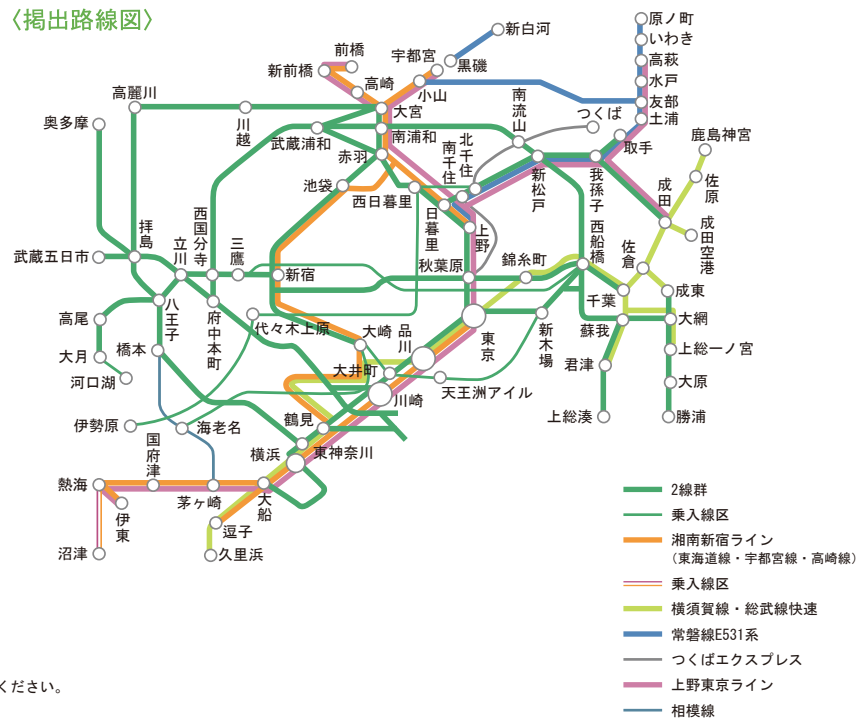 〈掲出路線図〉
新白河
原ノ町
いわき
高萩
水戸
友部
土浦
前橋
宇都宮
新前橋
黒磯
高崎
小山
高麗川
大宮
南流山
つくば
奥多摩
川越
武蔵浦和
南浦和
北千住
南千住
取手
鹿島神宮
赤羽
池袋
西日暮里
新松戸
我孫子
成田
佐原
日暮里
上野
拝島
西国分寺
立川
三鷹
西船橋
佐倉
成田空港
武蔵五日市
新宿
秋葉原
錦糸町
千葉
成東
八王子
高尾
府中本町
代々木上原
大崎
品川
東京
新木場
蘇我
大網
橋本
大月
大井町
君津
上総一ノ宮
河口湖
川崎
天王洲アイル
大原
伊勢原
海老名
鶴見
上総湊
勝浦
国府津
横浜
東神奈川
熱海
茅ヶ崎
大船
伊東
逗子
沼津
久里浜
2線群
乗入線区
湘南新宿ライン
(東海道線・宇都宮線・高崎線)
乗入線区
横須賀線・総武線快速
常磐線E531系
つくばエクスプレス
上野東京ライン
相模線
ください。